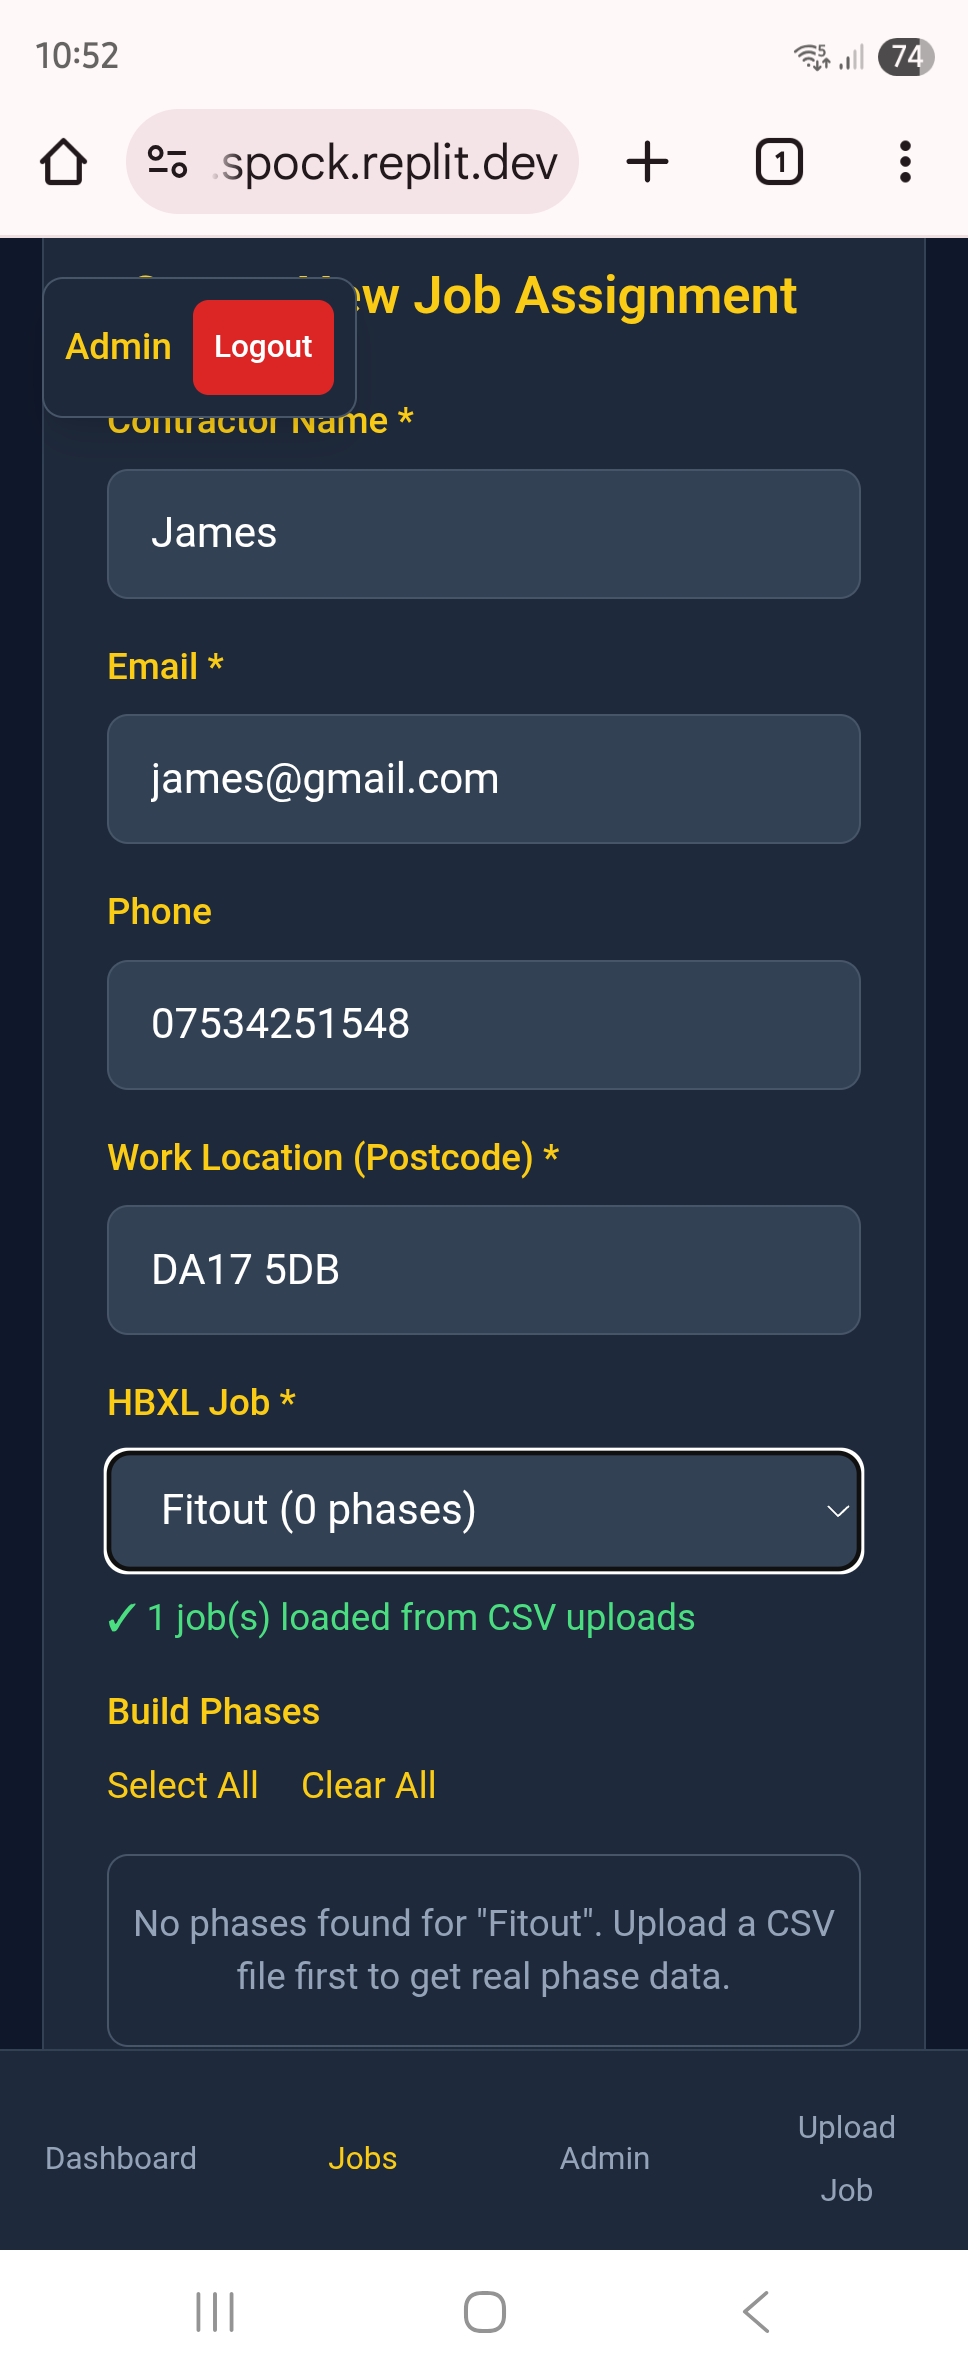 10:52
74
.spock.replit.dev
1
ew Job Assignment
Admin
Logout
Contractor Name *
James
Email *
james@gmail.com
Phone
07534251548
Work Location (Postcode) *
DA17 5DB
HBXL Job *
Fitout (0 phases)
✓ 1 job(s) loaded from CSV uploads
Build Phases
Select All Clear All
No phases found for "Fitout". Upload a CSV
file first to get real phase data.
Dashboard
Jobs
Admin
Upload
Job